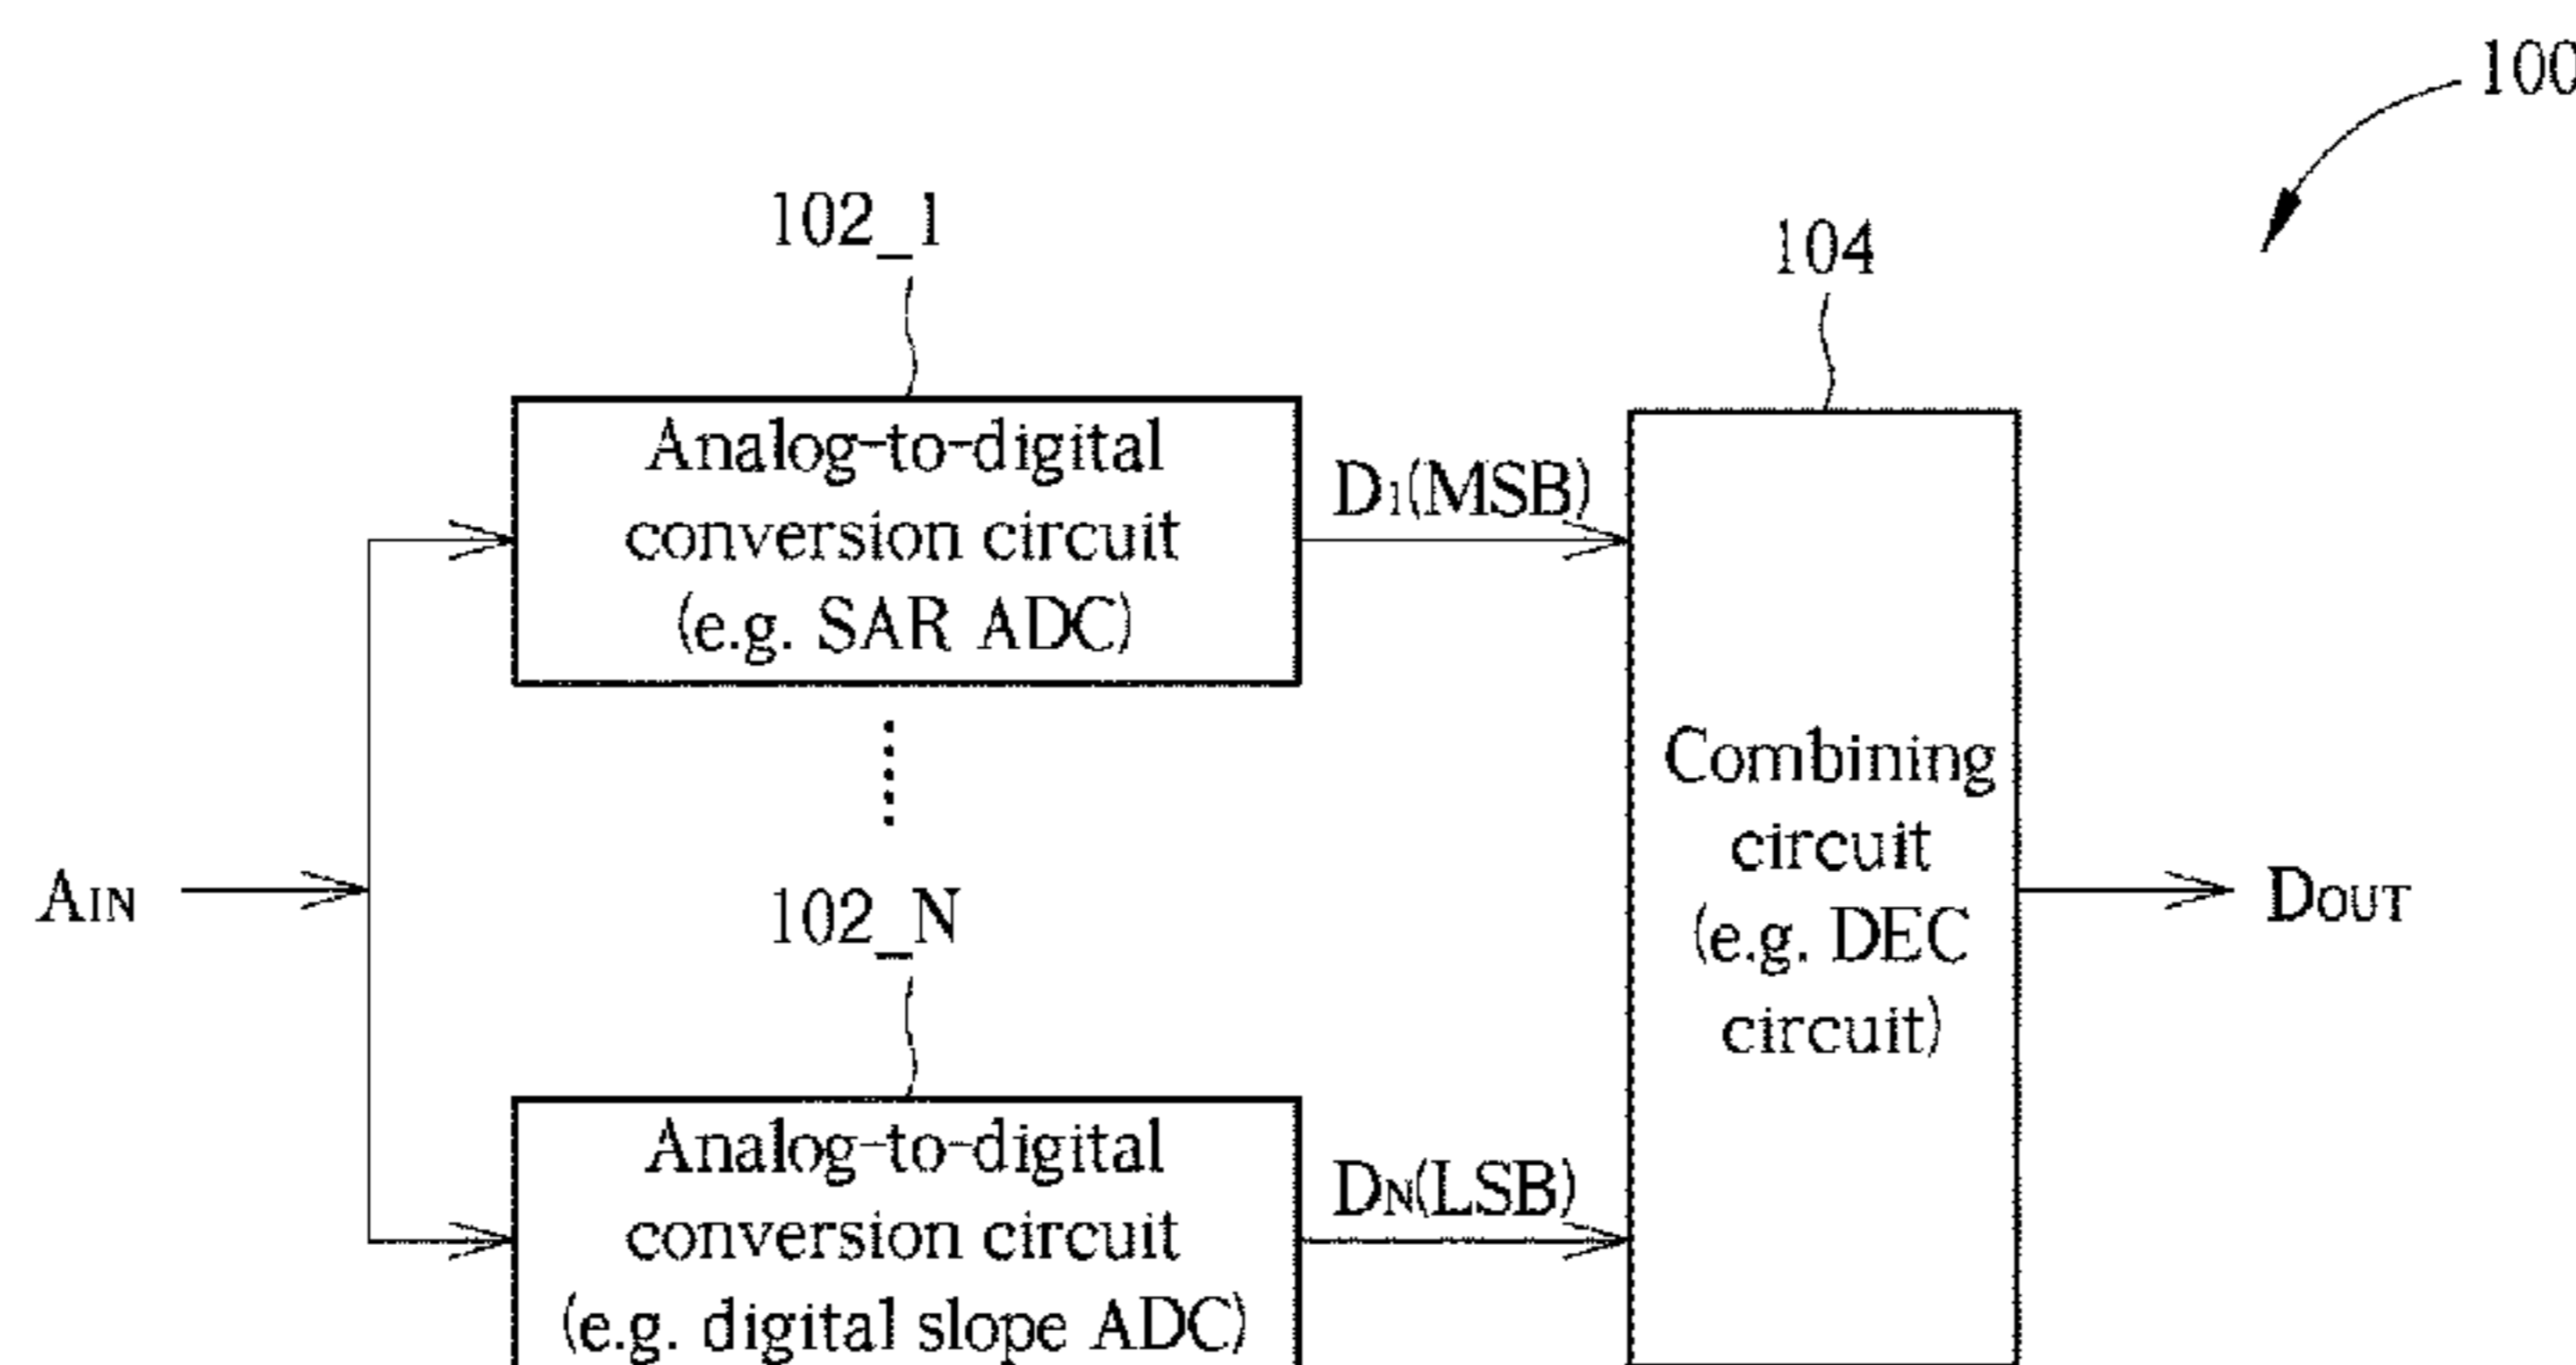 100
102_1
104
Analog-to-digital
conversion circuit
(e.g. SAR ADC)
D1(MSB)
Combining
circuit
(e.g. DEC
circuit)
AIN
DOUT
102_N
Analog-to-digital
conversion circuit
(e.g. digital slope ADC)
DN(LSB)